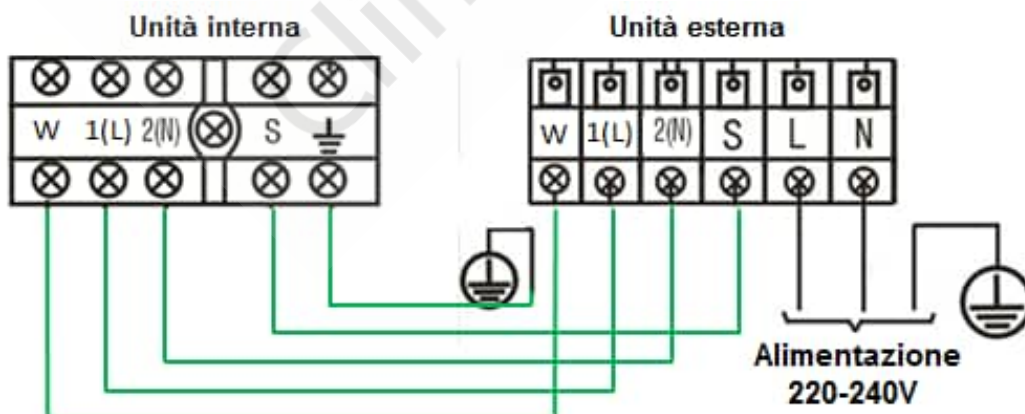 Unità interna
Unità esterna
W 1(L) 2(N) S
W 1(L) 2(N) S L N
Alimentazione
220-240V